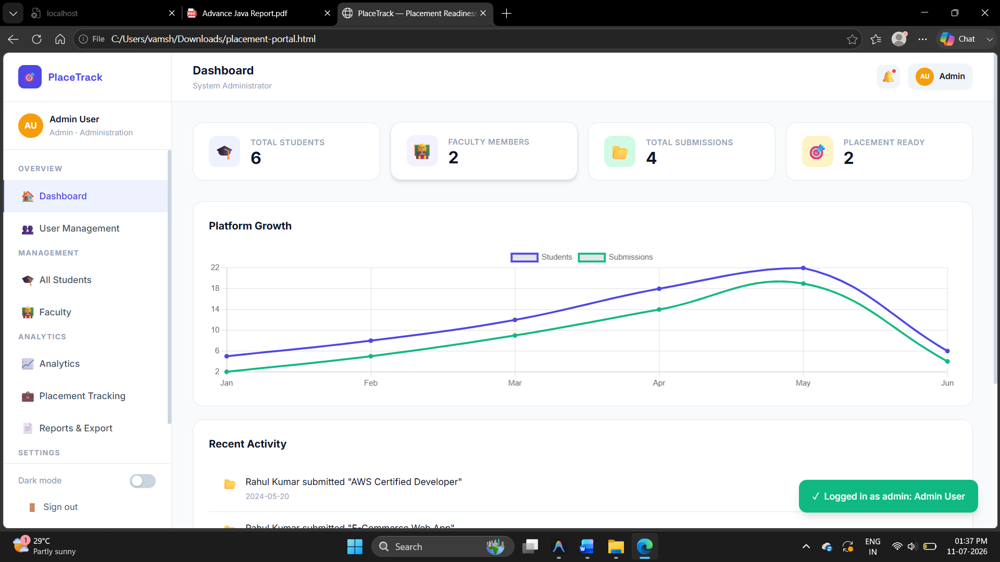 localhost
Advance Java Report.pdf
PlaceTrack — Placement Readiness
File C:/Users/vamsh/Downloads/placement-portal.html
Chat
PlaceTrack
Dashboard
System Administrator
AU Admin
AU
Admin User
Admin · Administration
TOTAL STUDENTS
6
FACULTY MEMBERS
2
TOTAL SUBMISSIONS
4
PLACEMENT READY
2
OVERVIEW
Dashboard
User Management
MANAGEMENT
All Students
Faculty
ANALYTICS
Analytics
Placement Tracking
Reports & Export
SETTINGS
Dark mode
Sign out
Platform Growth
Students Submissions
22
18
14
10
6
2
Jan Feb Mar Apr May Jun
Recent Activity
Rahul Kumar submitted "AWS Certified Developer"
2024-05-20
Rahul Kumar submitted "E-Commerce Web App"
✓ Logged in as admin: Admin User
1
29°C
Partly sunny
Search
ENG
IN
01:37 PM
11-07-2026